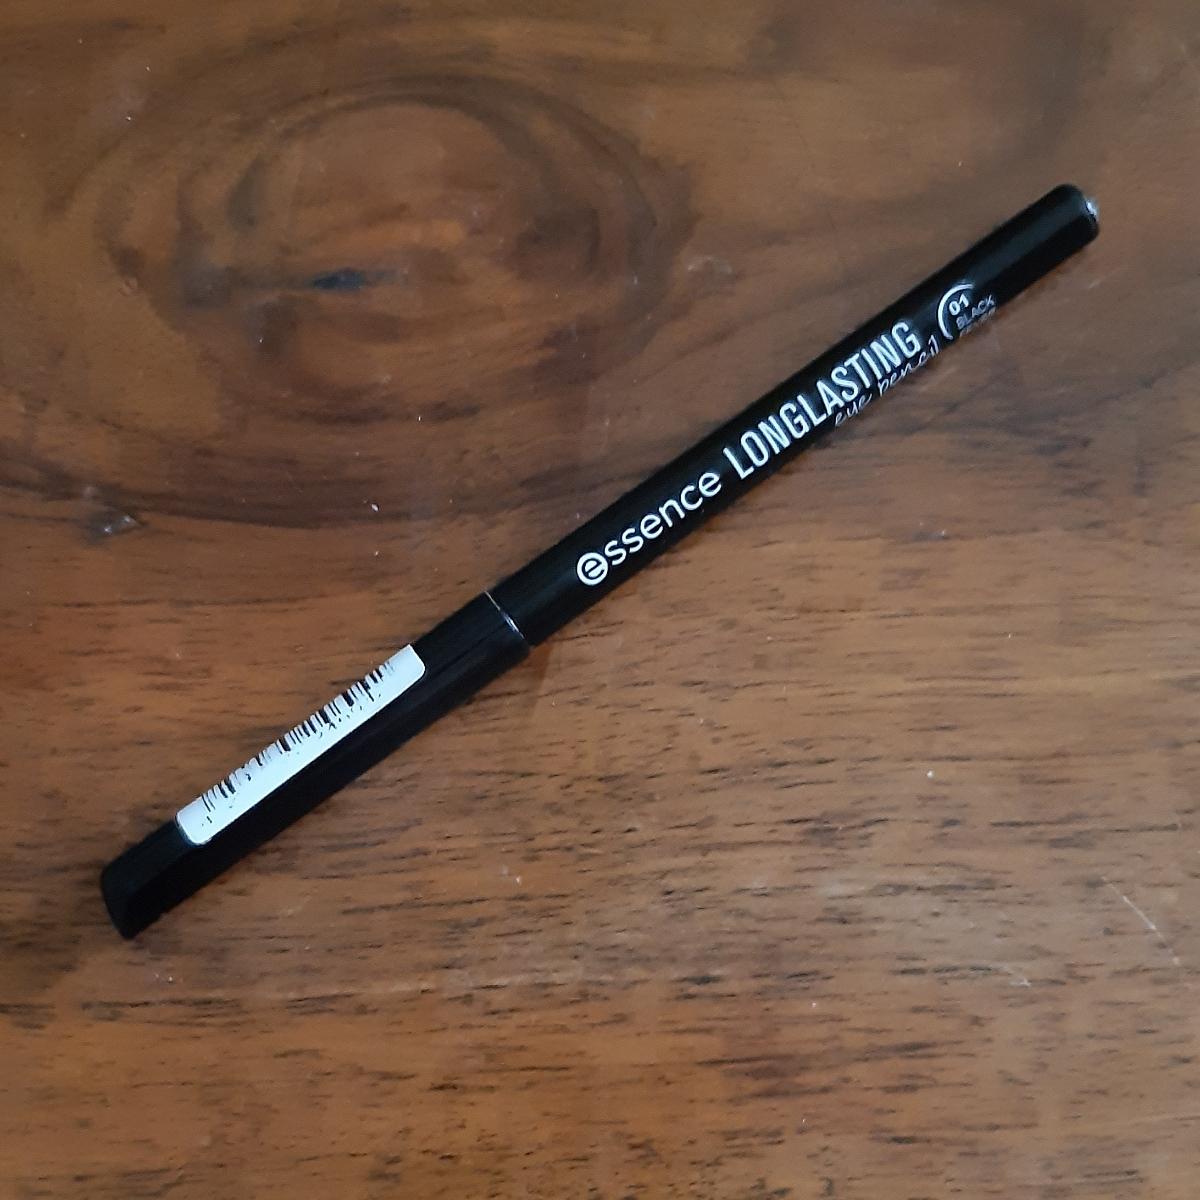 essence LONGLASTING
eye pencil
01
BLACK